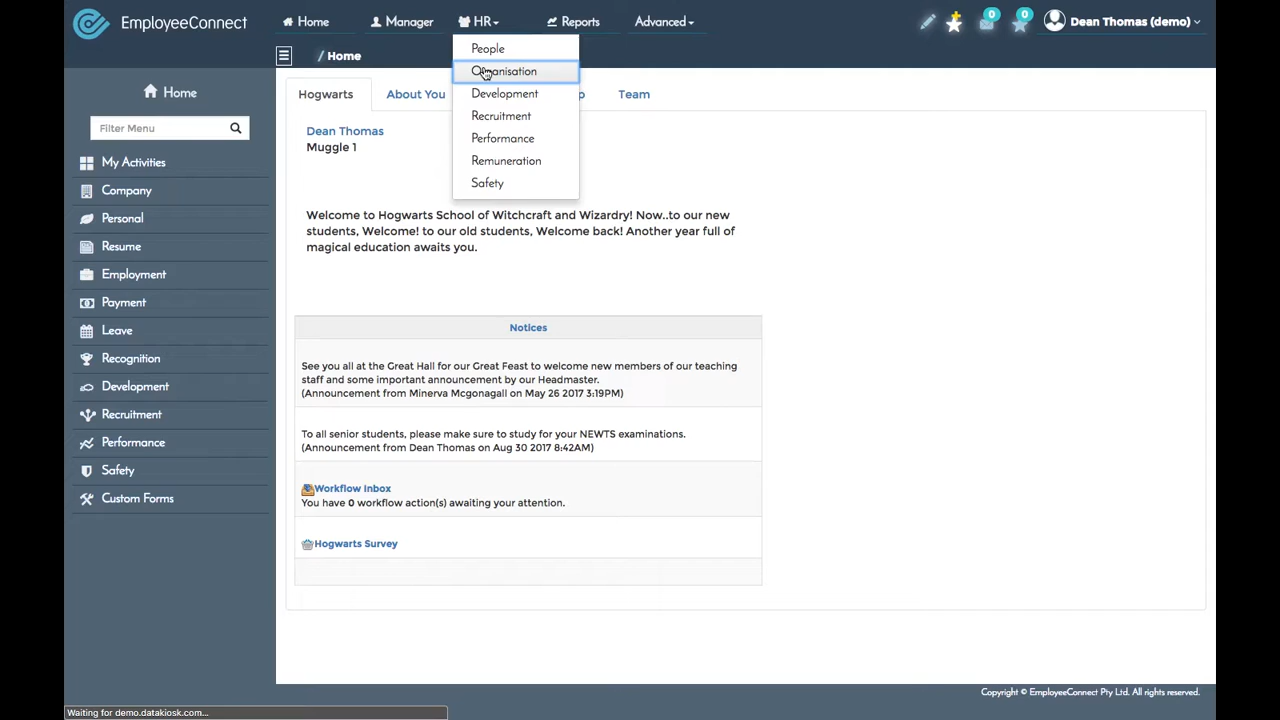 EmployeeConnect
Home
Manager
HR
Reports
Advanced
0
0
Dean Thomas (demo)
/ Home
People
Organisation
Development
Recruitment
Performance
Remuneration
Safety
Home
Filter Menu
My Activities
Company
Personal
Resume
Employment
Payment
Leave
Recognition
Development
Recruitment
Performance
Safety
Custom Forms
Hogwarts
About You
Team
Dean Thomas
Muggle 1
Welcome to Hogwarts School of Witchcraft and Wizardry! Now..to our new
students, Welcome! to our old students, Welcome back! Another year full of
magical education awaits you.
Notices
See you all at the Great Hall for our Great Feast to welcome new members of our teaching
staff and some important announcement by our Headmaster.
(Announcement from Minerva Mcgonagall on May 26 2017 3:19PM)
To all senior students, please make sure to study for your NEWTS examinations.
(Announcement from Dean Thomas on Aug 30 2017 8:42AM)
Workflow Inbox
You have 0 workflow action(s) awaiting your attention.
Hogwarts Survey
Copyright © EmployeeConnect Pty Ltd. All rights reserved.
Waiting for demo.datakiosk.com...